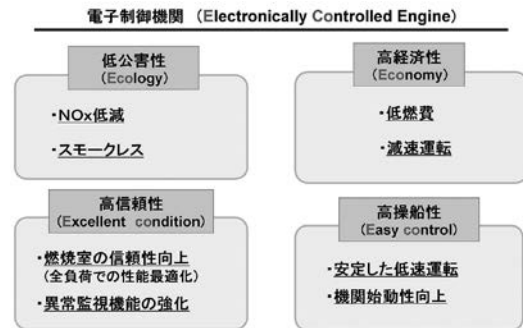 電子制御機関 (Electronically Controlled Engine)
低公害性
(Ecology)
・NOx低減
・スモークレス
高経済性
(Economy)
・低燃費
・減速運転
高信頼性
(Excellent condition)
・燃焼室の信頼性向上
(全負荷での性能最適化)
・異常監視機能の強化
高操船性
(Easy control)
・安定した低速運転
・機関始動性向上